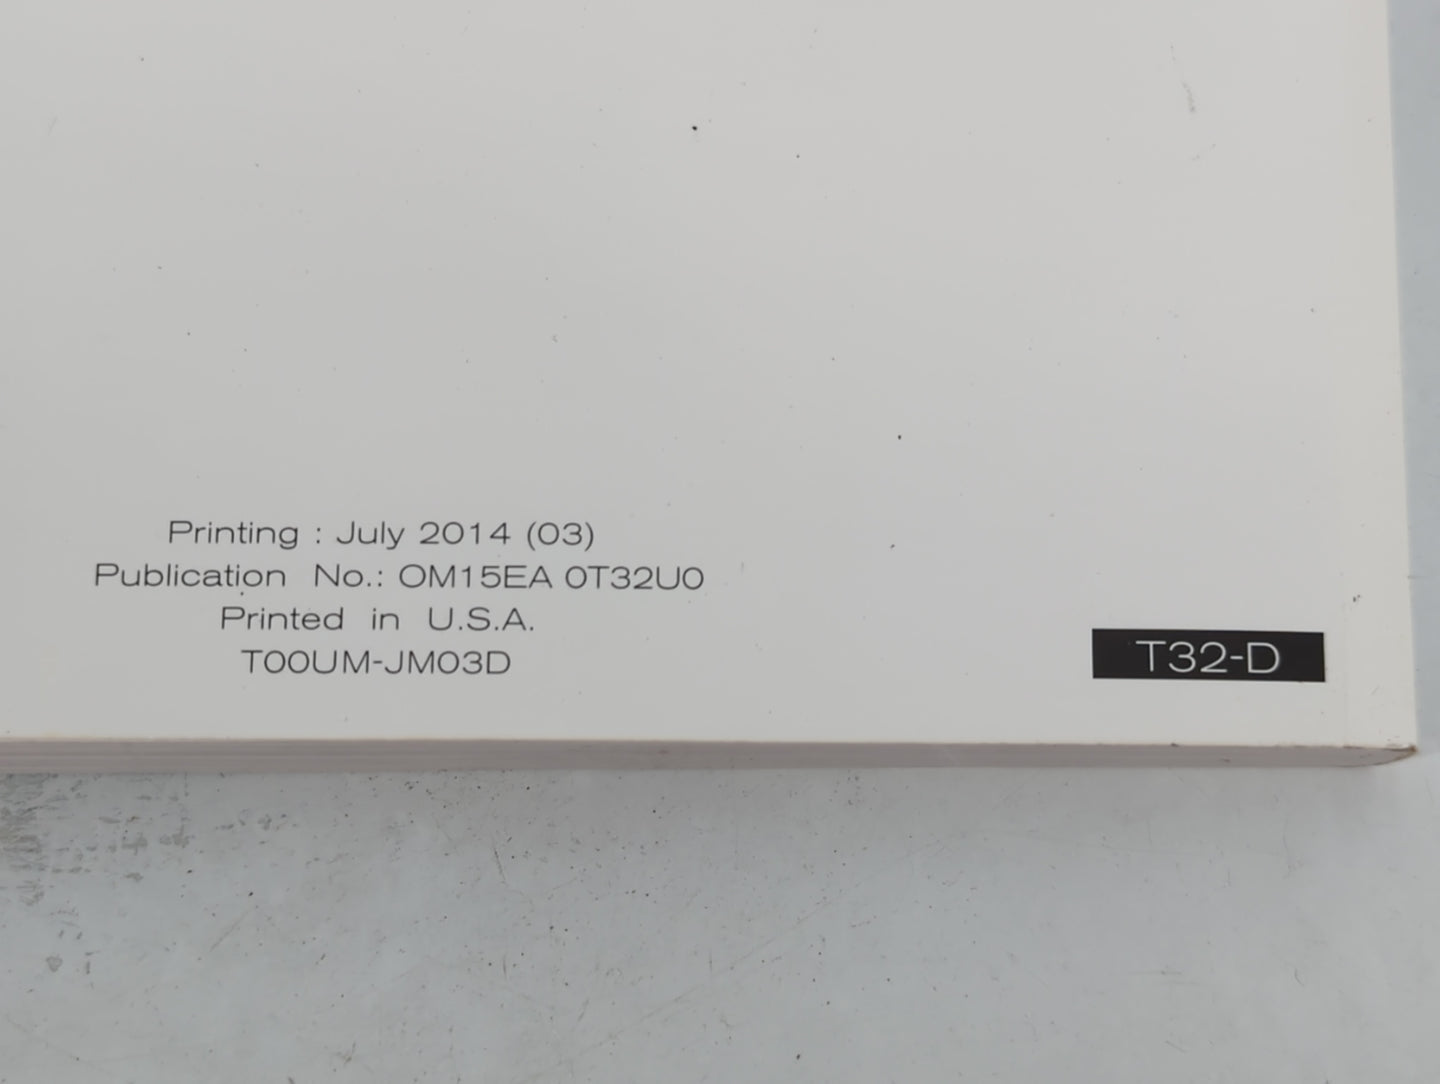 Printing : July 2014 (03)
Publication No.: OM15EA 0T32U0
Printed in U.S.A.
T00UM-JM03D
T32-D